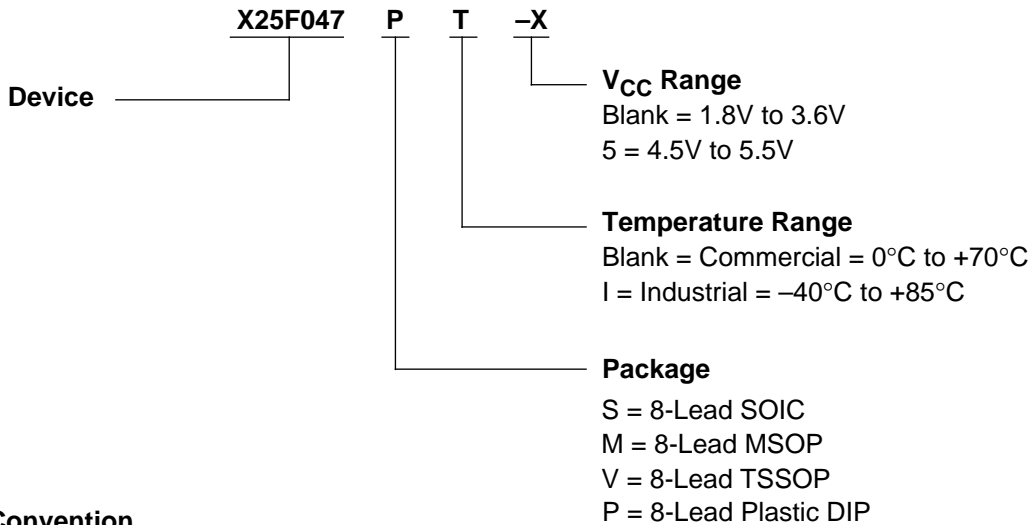 X25F047 P T –X
Device
VCC Range
Blank = 1.8V to 3.6V
5 = 4.5V to 5.5V
Temperature Range
Blank = Commercial = 0°C to +70°C
I = Industrial = –40°C to +85°C
Package
S = 8-Lead SOIC
M = 8-Lead MSOP
V = 8-Lead TSSOP
P = 8-Lead Plastic DIP
Convention